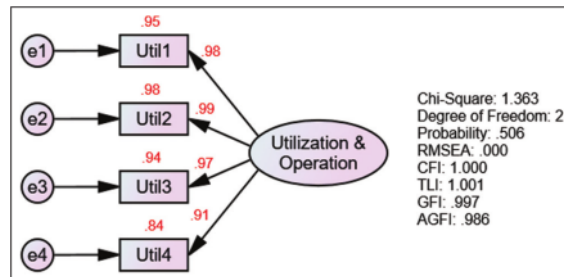 .95
e1
Util1
.98
.98
e2
Util2
.99
Utilization &
Operation
.94
e3
Util3
.97
.84
e4
Util4
.91
Chi-Square: 1.363
Degree of Freedom: 2
Probability: .506
RMSEA: .000
CFI: 1.000
TLI: 1.001
GFI: .997
AGFI: .986